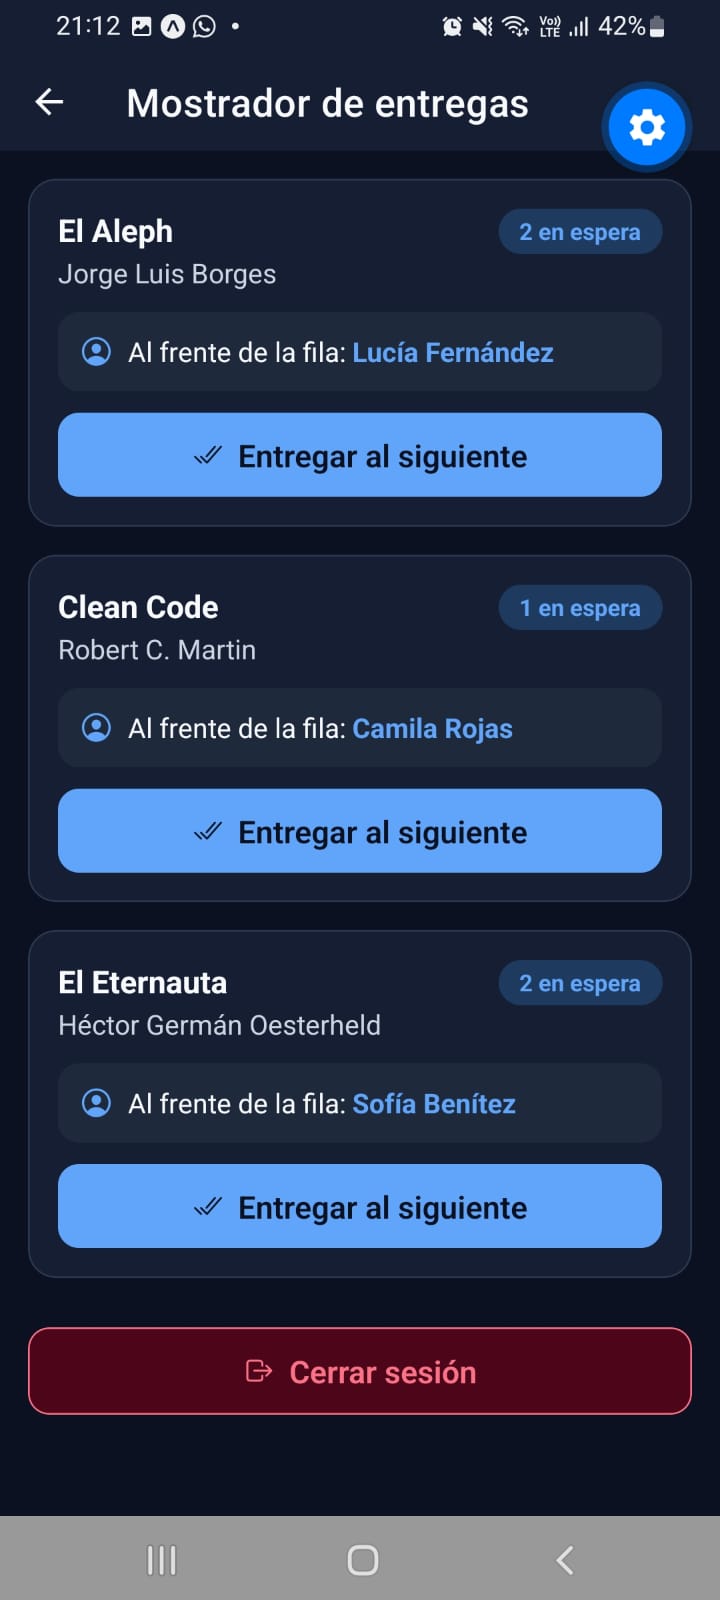 21:12
Vo)) LTE 42%
Mostrador de entregas
El Aleph
2 en espera
Jorge Luis Borges
Al frente de la fila: Lucía Fernández
Entregar al siguiente
Clean Code
1 en espera
Robert C. Martin
Al frente de la fila: Camila Rojas
Entregar al siguiente
El Eternauta
2 en espera
Héctor Germán Oesterheld
Al frente de la fila: Sofía Benítez
Entregar al siguiente
Cerrar sesión